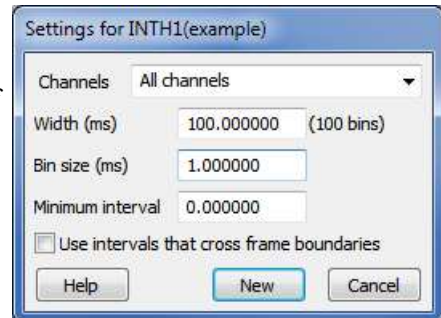 Settings for INTH1(example)
Channels All channels
Width (ms) 100.000000 (100 bins)
Bin size (ms) 1.000000
Minimum interval 0.000000
Use intervals that cross frame boundaries
Help New Cancel